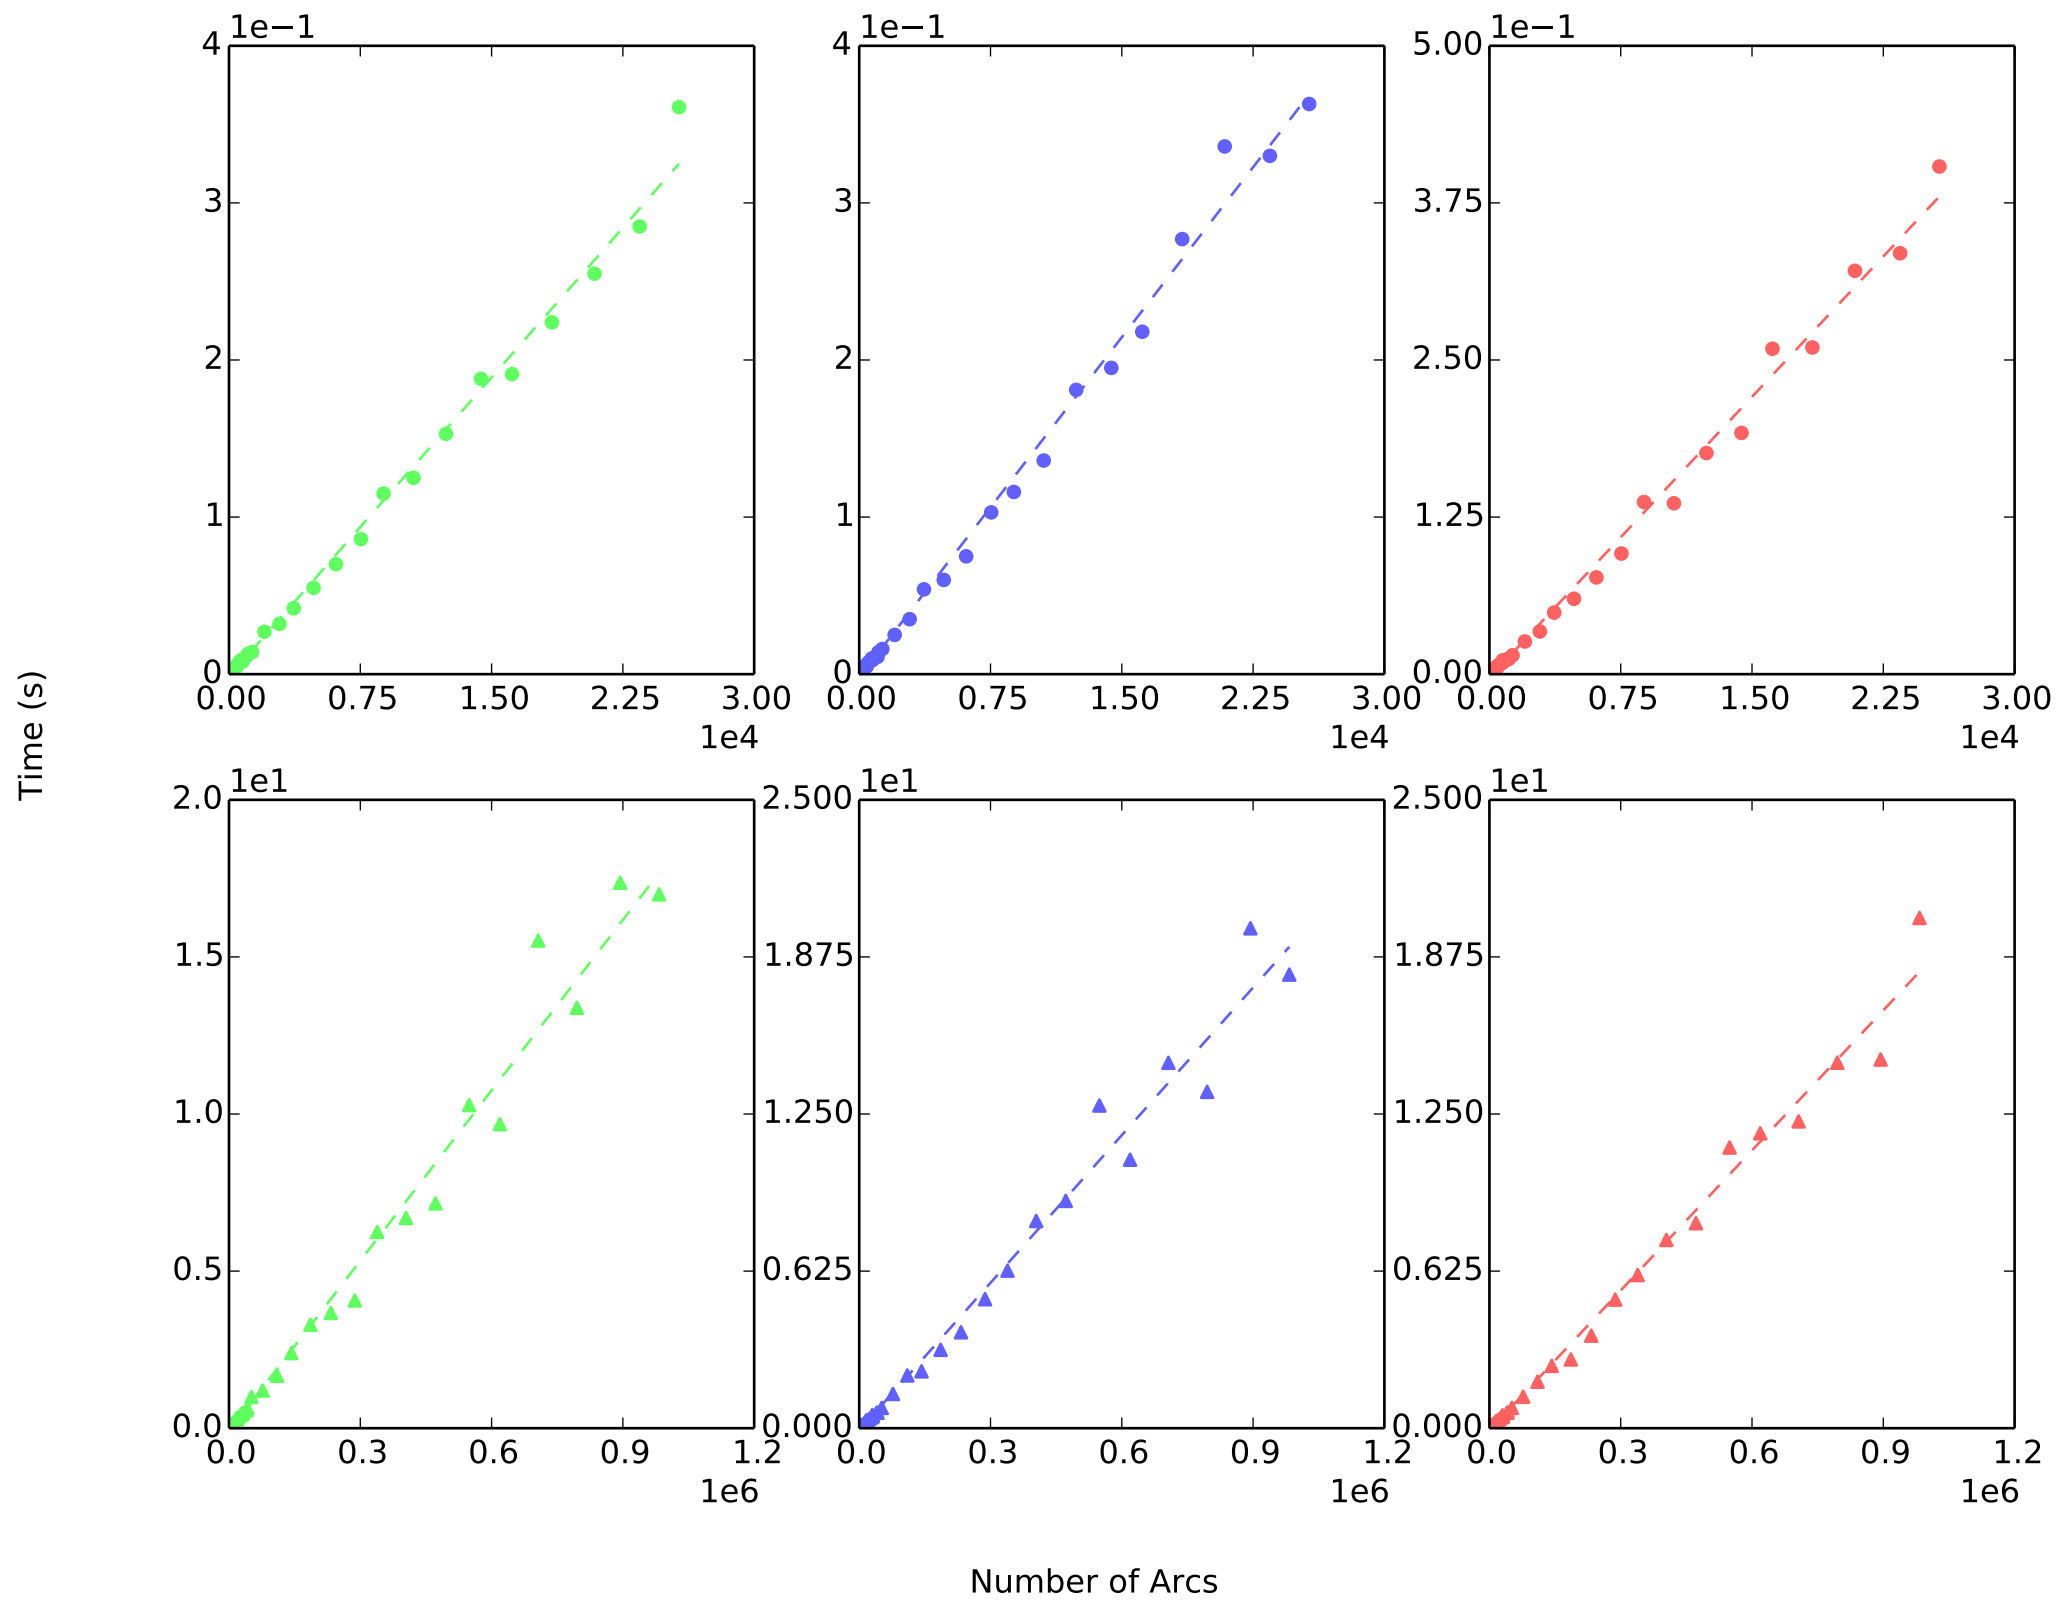 1e−1 1e−1 1e−1
4 4 5.00
3 3 3.75
2 2 2.50
1 1 1.25
0 0 0.00
0.00 0.75 1.50 2.25 3.00 0.00 0.75 1.50 2.25 3.00 0.00 0.75 1.50 2.25 3.00
1e4 1e4 1e4
Time (s)
1e1 1e1 1e1
2.0 2.500 2.500
1.5 1.875 1.875
1.0 1.250 1.250
0.5 0.625 0.625
0.0 0.000 0.000
0.0 0.3 0.6 0.9 1.2 0.0 0.3 0.6 0.9 1.2 0.0 0.3 0.6 0.9 1.2
1e6 1e6 1e6
Number of Arcs